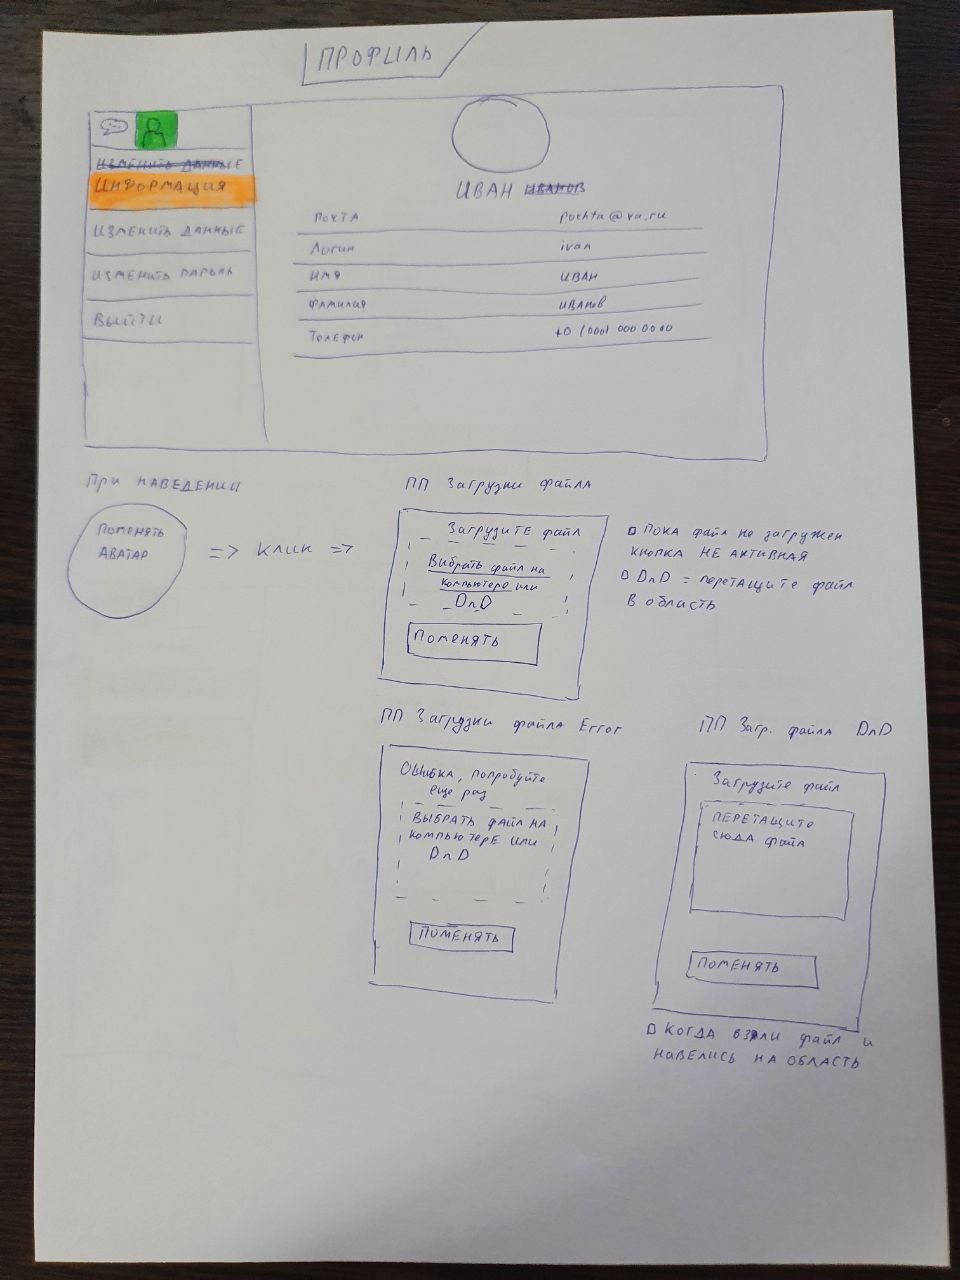 ПРОФИЛЬ
ИЗМЕНИТЬ ДАННЫЕ
ИНФОРМАЦИЯ
ИЗМЕНИТЬ ДАННЫЕ
ИЗМЕНИТЬ ПАРОЛЬ
ВЫЙТИ
ИВАН ИВАНОВ
ПОЧТА pochta@ya.ru
Логин ivan
ИМЯ ИВАН
ФАМИЛИЯ ИВАНОВ
Телефон +0 (000) 000 00 00
При НАВЕДЕНИИ
ПОМЕНЯТЬ
АВАТАР
=> КЛИК =>
ПП Загрузки файла
Загрузите файл
Выбрать файл на
компьютере или
DnD
Поменять
Пока файл не загружен
кнопка НЕ АКТИВНАЯ
DnD = перетащите файл
в область
ПП Загрузки файла Error
ОШИБКА, попробуйте
еще раз
ВЫБРАТЬ ФАЙЛ НА
КОМПЬЮТЕРЕ ИЛИ
DnD
ПОМЕНЯТЬ
ПП Загр. файла DnD
Загрузите файл
ПЕРЕТАЩИТЕ
СЮДА файл
ПОМЕНЯТЬ
КОГДА ВЗЯЛИ файл и
НАВЕЛИСЬ НА ОБЛАСТЬ